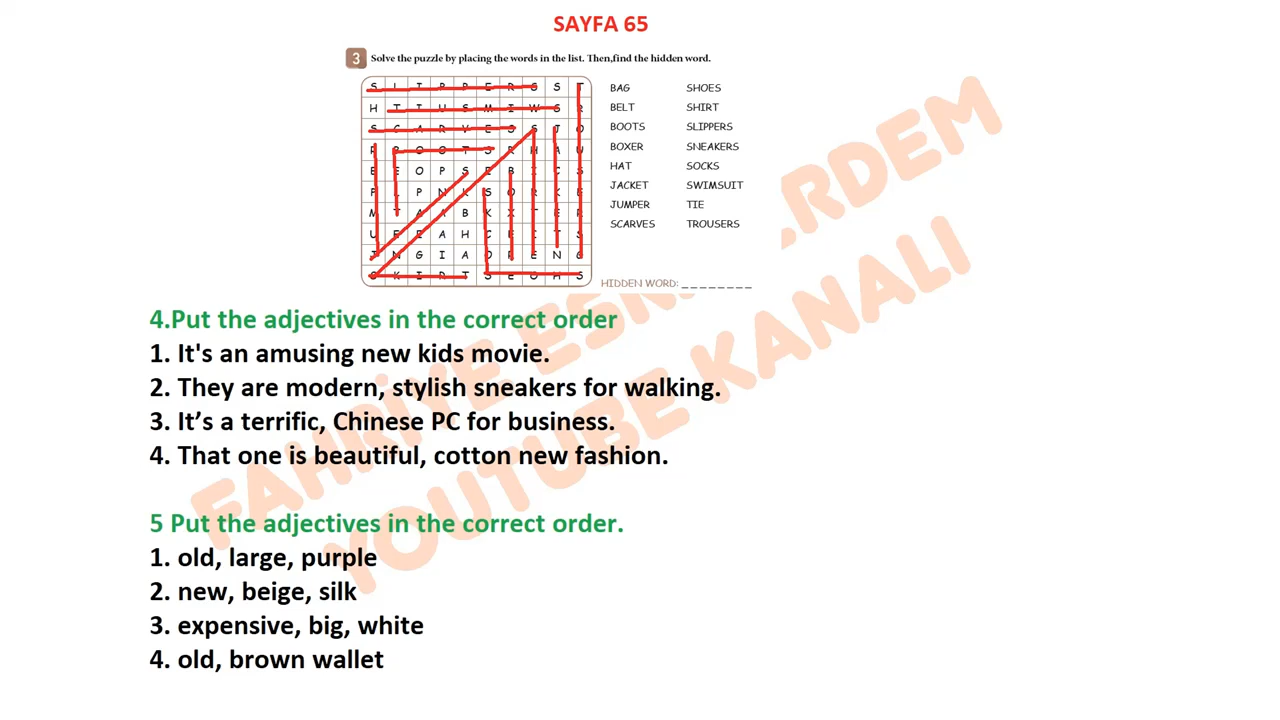 SAYFA 65
3 Solve the puzzle by placing the words in the list. Then,find the hidden word.
S L I P P E R S S T
H T I U S M I W S R
S C A R V E S S J O
R B O O T S R H A U
E E O P S E B I C S
P L P N K S O R K E
M T A A B K X T E R
U E E A H C E I T S
J N G I A O R E N G
S K I R T S E O H S
BAG SHOES
BELT SHIRT
BOOTS SLIPPERS
BOXER SNEAKERS
HAT SOCKS
JACKET SWIMSUIT
JUMPER TIE
SCARVES TROUSERS
HIDDEN WORD: _ _ _ _ _ _ _ _
4.Put the adjectives in the correct order
1. It's an amusing new kids movie.
2. They are modern, stylish sneakers for walking.
3. It’s a terrific, Chinese PC for business.
4. That one is beautiful, cotton new fashion.
5 Put the adjectives in the correct order.
1. old, large, purple
2. new, beige, silk
3. expensive, big, white
4. old, brown wallet
FAHRiYE ESKİ RDEM
YOUTUBE KANALI